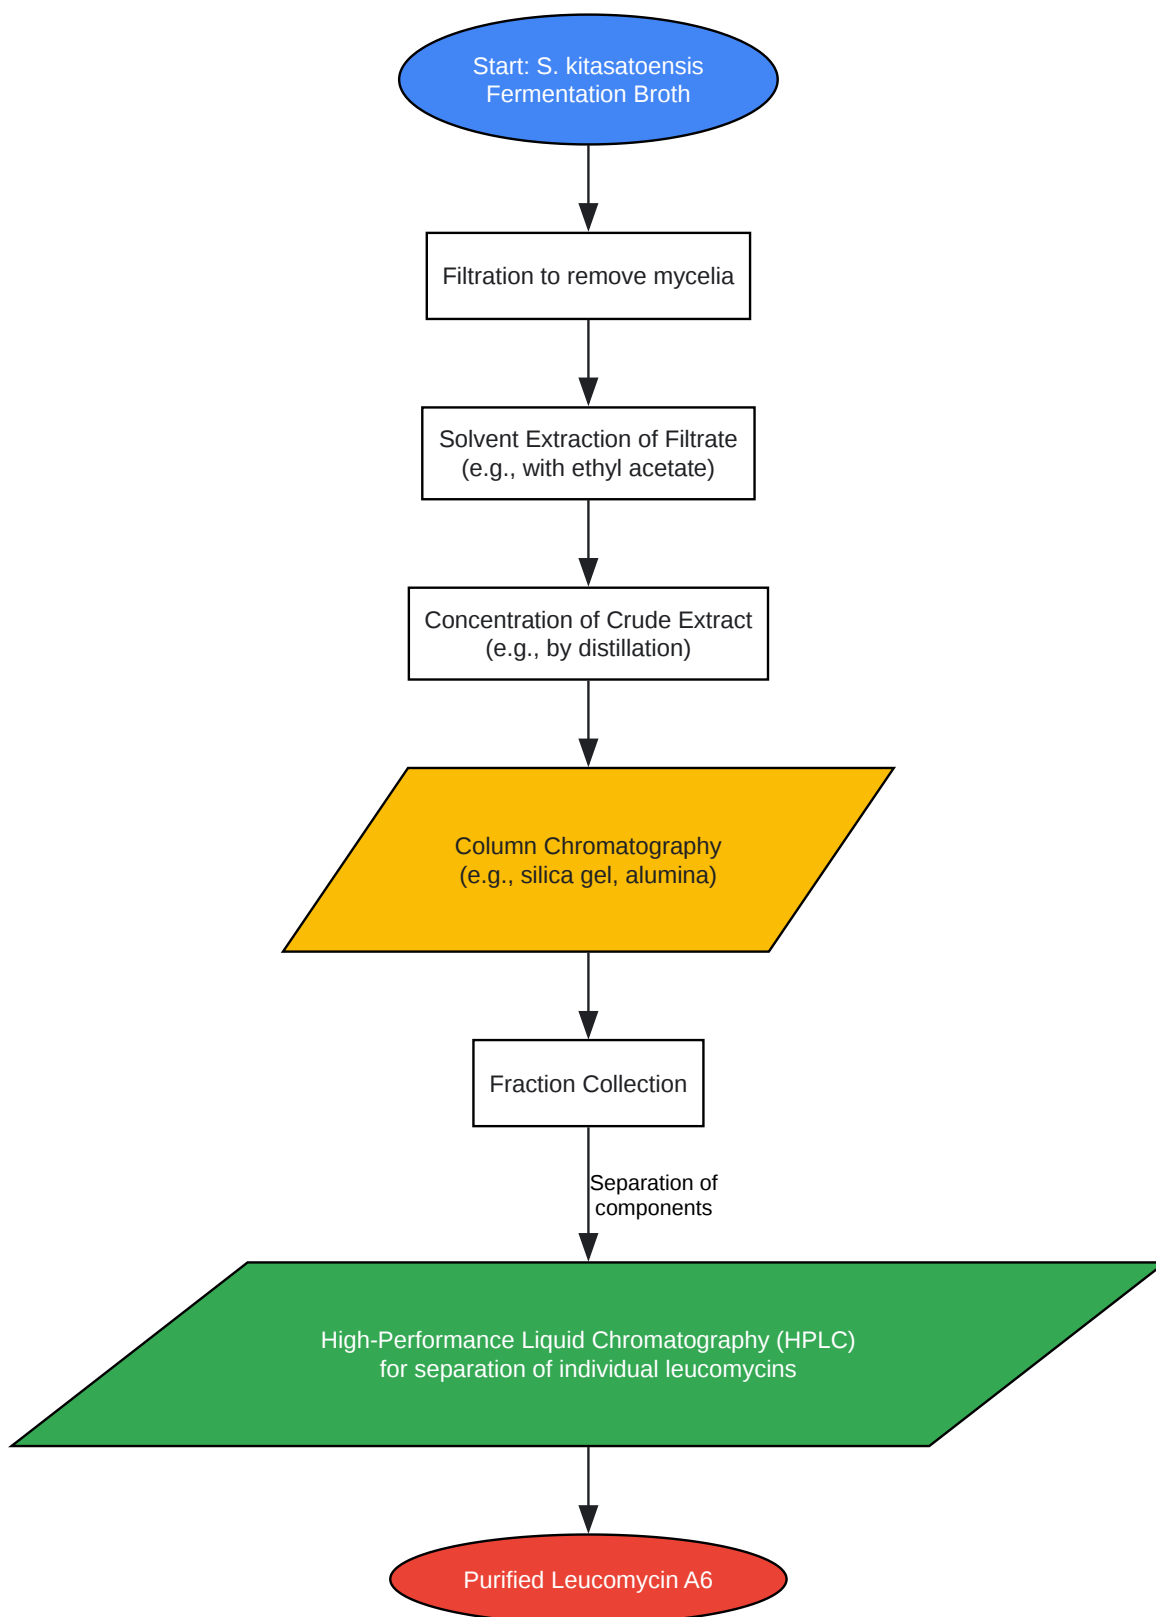 Start: S. kitasatoensis
Fermentation Broth
Filtration to remove mycelia
Solvent Extraction of Filtrate
(e.g., with ethyl acetate)
Concentration of Crude Extract
(e.g., by distillation)
Column Chromatography
(e.g., silica gel, alumina)
Fraction Collection
Separation of
components
High-Performance Liquid Chromatography (HPLC)
for separation of individual leucomycins
Purified Leucomycin A6